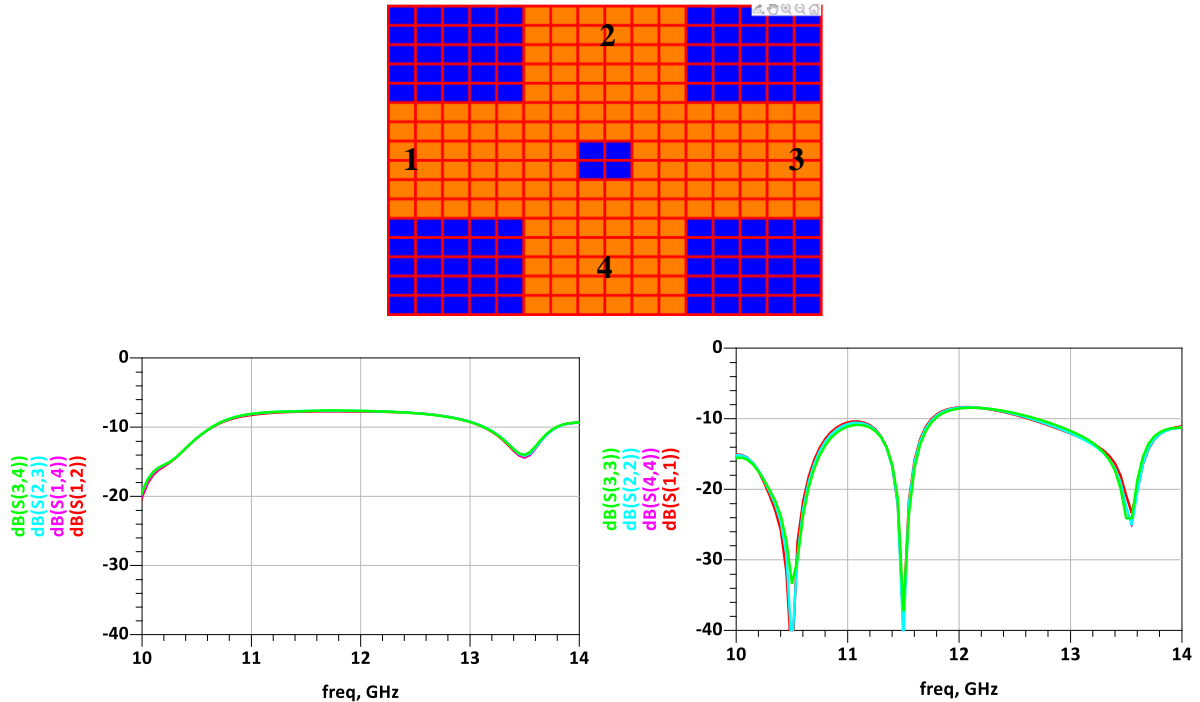 2
1
3
4
0
-10
-20
-30
-40
10
11
12
13
14
freq, GHz
dB(S(3,4))
dB(S(2,3))
dB(S(1,4))
dB(S(1,2))
0
-10
-20
-30
-40
10
11
12
13
14
freq, GHz
dB(S(3,3))
dB(S(2,2))
dB(S(4,4))
dB(S(1,1))